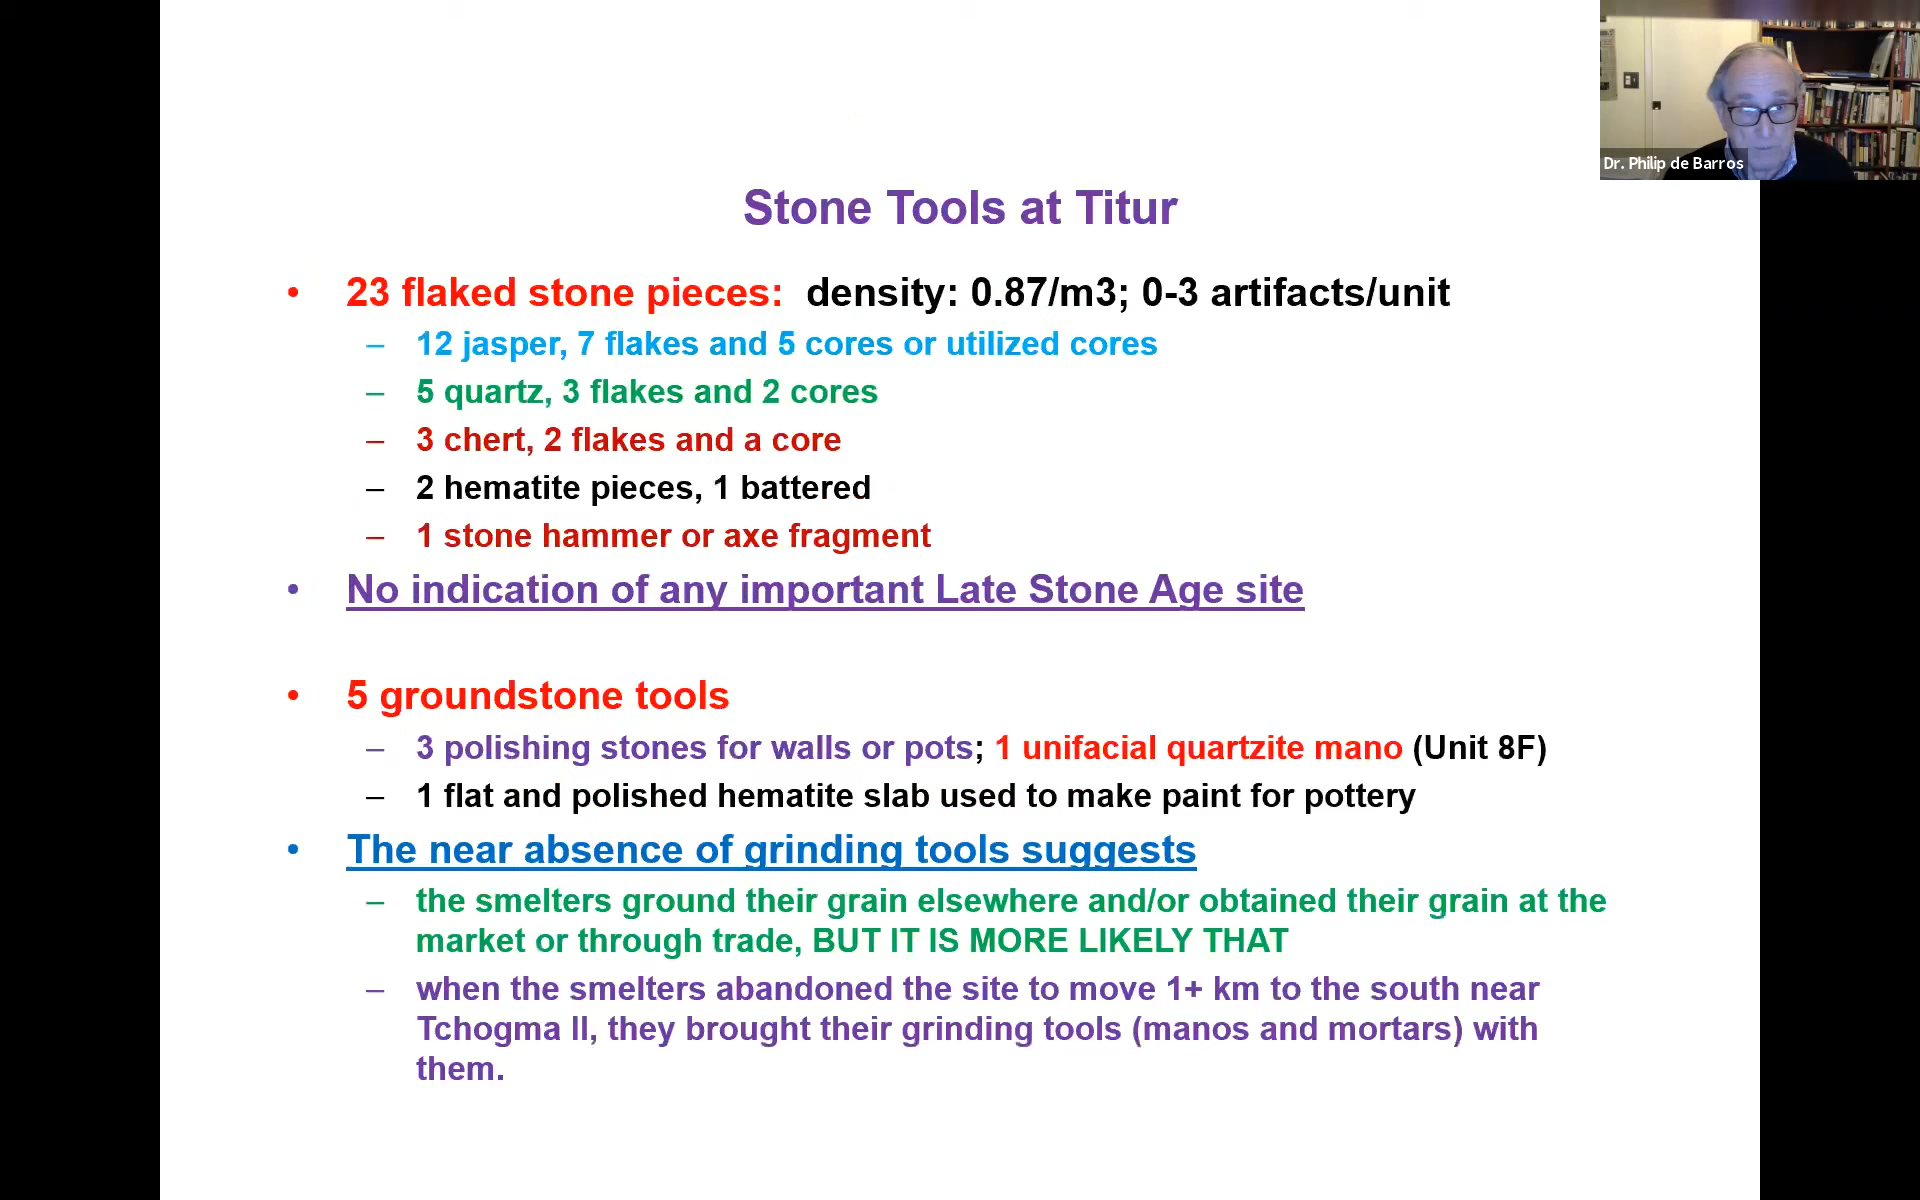 Dr. Philip de Barros
Stone Tools at Titur
• 23 flaked stone pieces: density: 0.87/m3; 0-3 artifacts/unit
– 12 jasper, 7 flakes and 5 cores or utilized cores
– 5 quartz, 3 flakes and 2 cores
– 3 chert, 2 flakes and a core
– 2 hematite pieces, 1 battered
– 1 stone hammer or axe fragment
• No indication of any important Late Stone Age site
• 5 groundstone tools
– 3 polishing stones for walls or pots; 1 unifacial quartzite mano (Unit 8F)
– 1 flat and polished hematite slab used to make paint for pottery
• The near absence of grinding tools suggests
– the smelters ground their grain elsewhere and/or obtained their grain at the
market or through trade, BUT IT IS MORE LIKELY THAT
– when the smelters abandoned the site to move 1+ km to the south near
Tchogma II, they brought their grinding tools (manos and mortars) with
them.